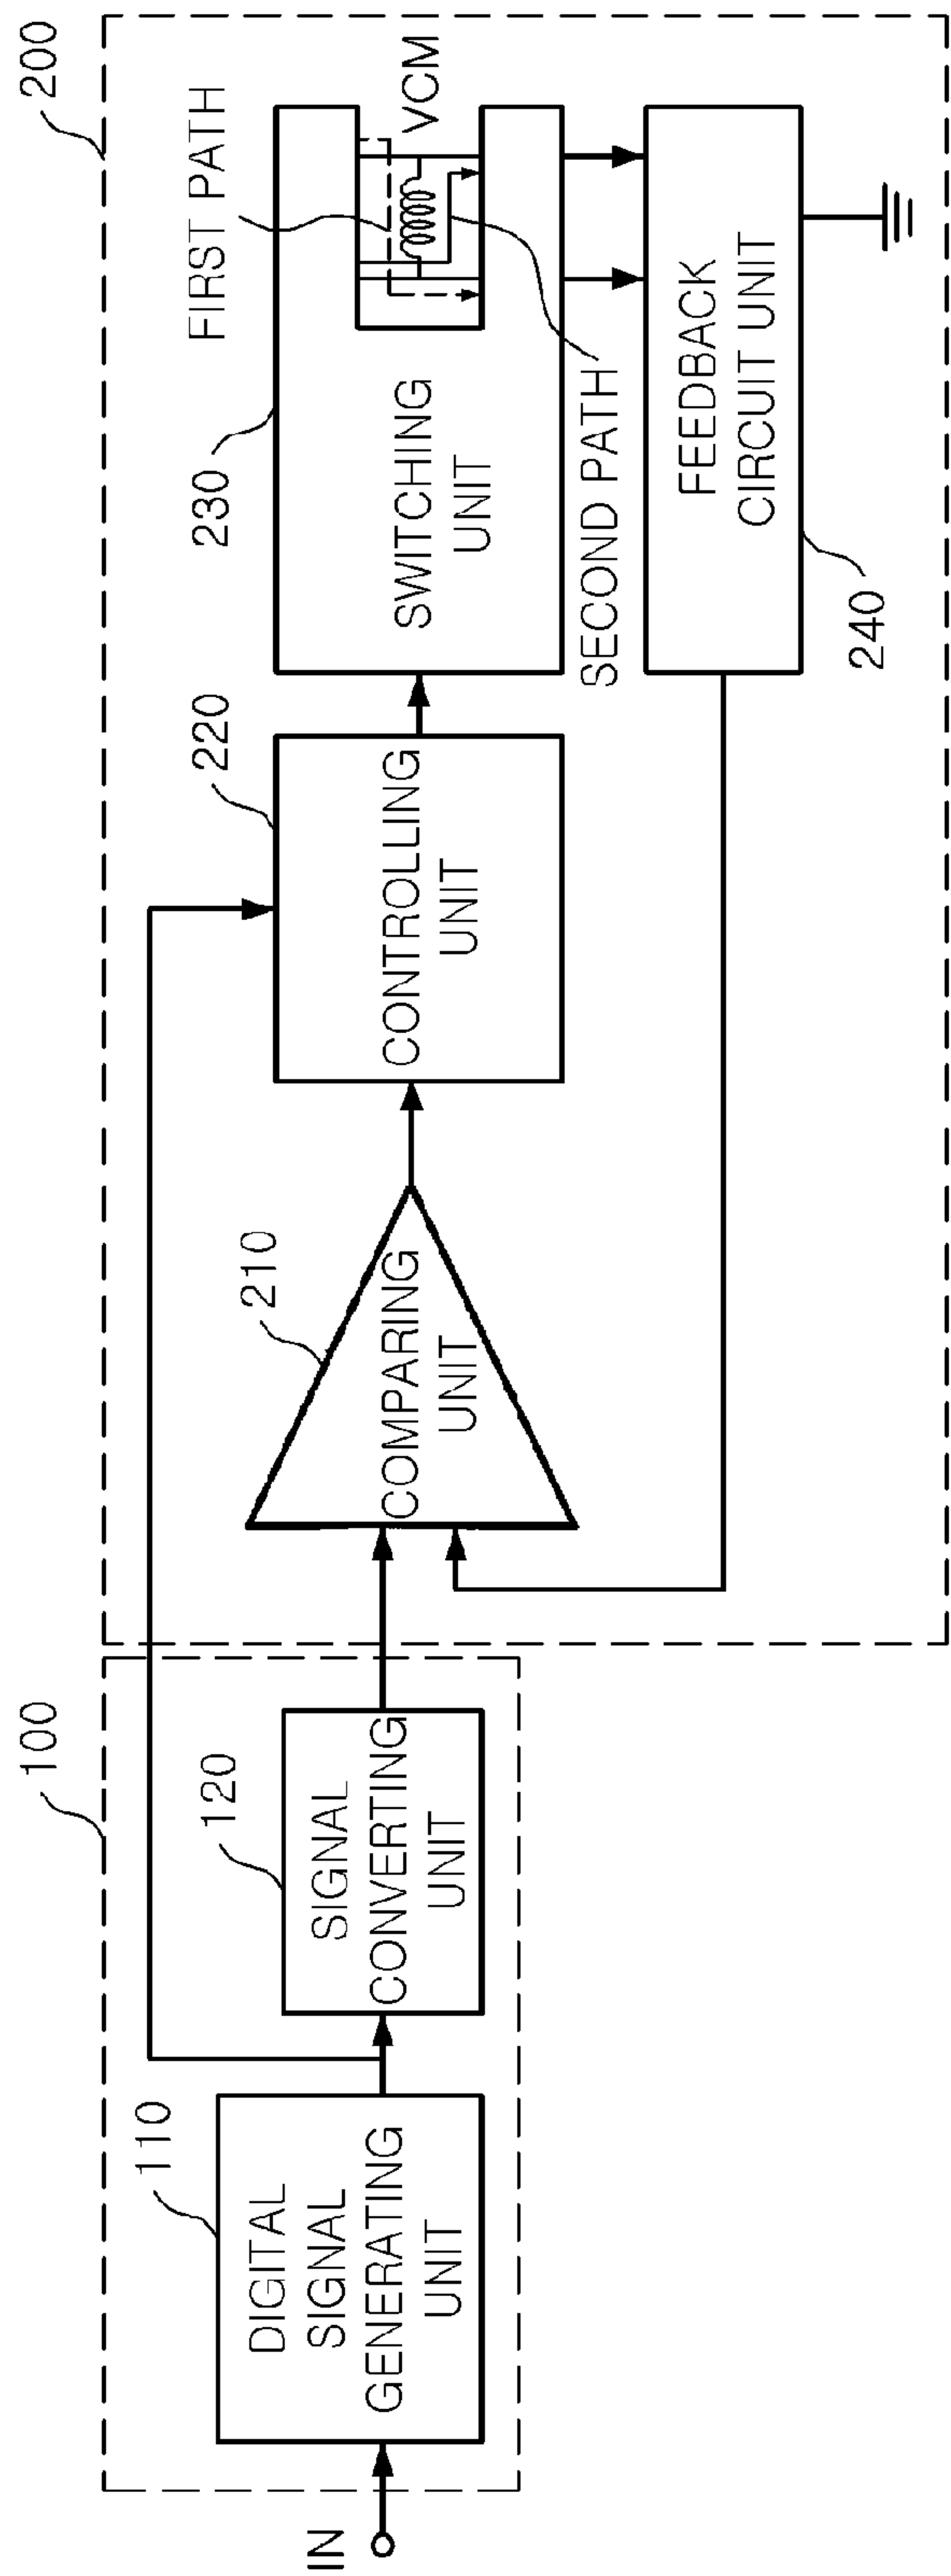 100
200
110
DIGITAL
SIGNAL
GENERATING
UNIT
IN
120
SIGNAL
CONVERTING
UNIT
210
COMPARING
UNIT
220
CONTROLLING
UNIT
230
SWITCHING
UNIT
FIRST PATH
VCM
SECOND PATH
FEEDBACK
CIRCUIT UNIT
240